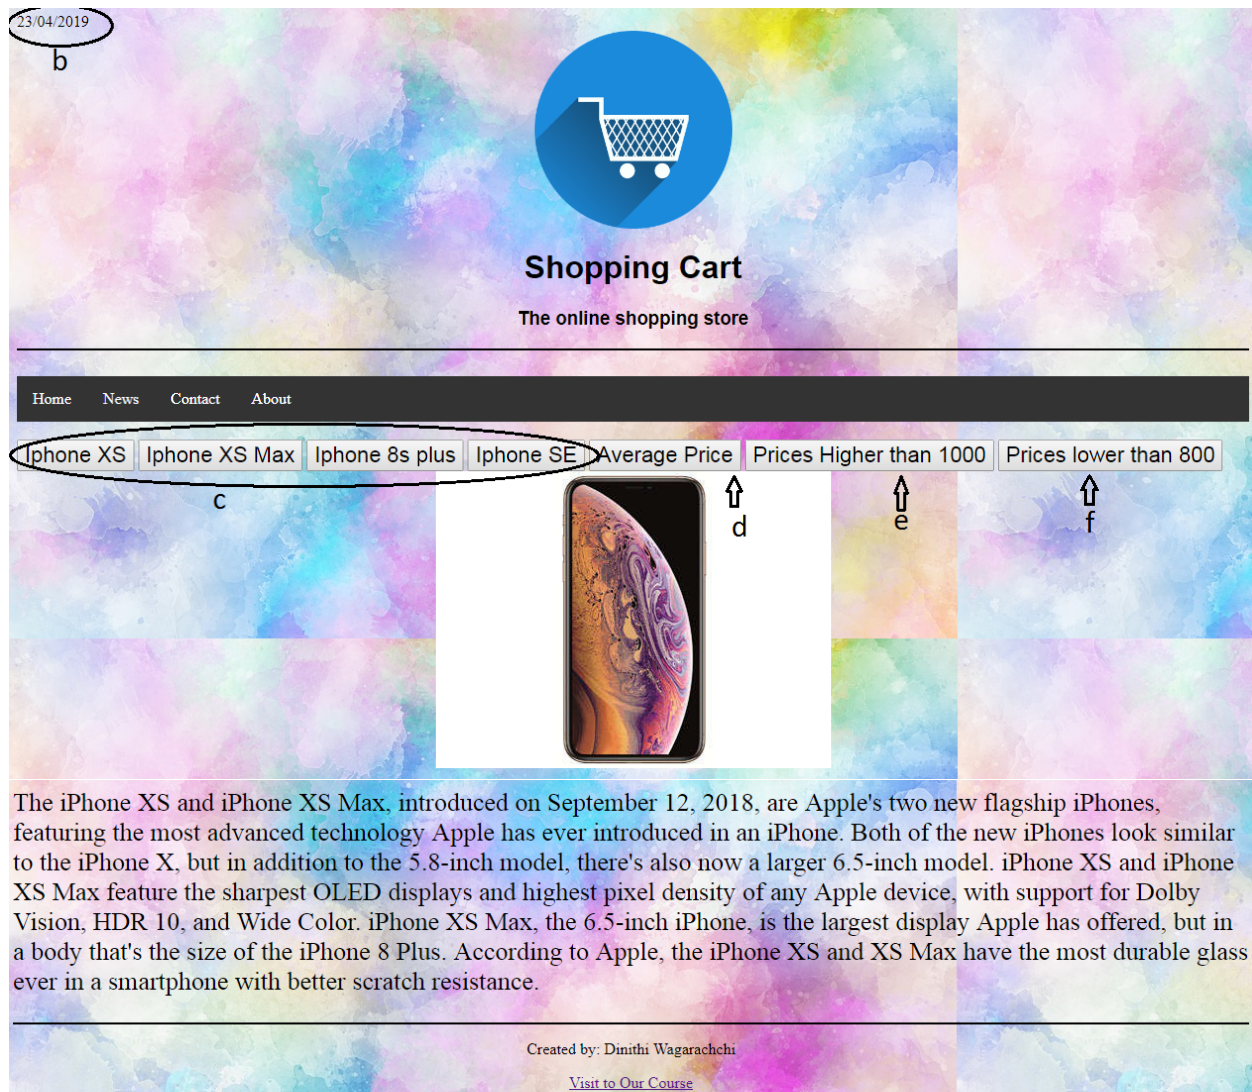 23/04/2019
b
Shopping Cart
The online shopping store
Home News Contact About
Iphone XS Iphone XS Max Iphone 8s plus Iphone SE Average Price Prices Higher than 1000 Prices lower than 800
c d e f
The iPhone XS and iPhone XS Max, introduced on September 12, 2018, are Apple's two new flagship iPhones,
featuring the most advanced technology Apple has ever introduced in an iPhone. Both of the new iPhones look similar
to the iPhone X, but in addition to the 5.8-inch model, there's also now a larger 6.5-inch model. iPhone XS and iPhone
XS Max feature the sharpest OLED displays and highest pixel density of any Apple device, with support for Dolby
Vision, HDR 10, and Wide Color. iPhone XS Max, the 6.5-inch iPhone, is the largest display Apple has offered, but in
a body that's the size of the iPhone 8 Plus. According to Apple, the iPhone XS and XS Max have the most durable glass
ever in a smartphone with better scratch resistance.
Created by: Dinithi Wagarachchi
Visit to Our Course